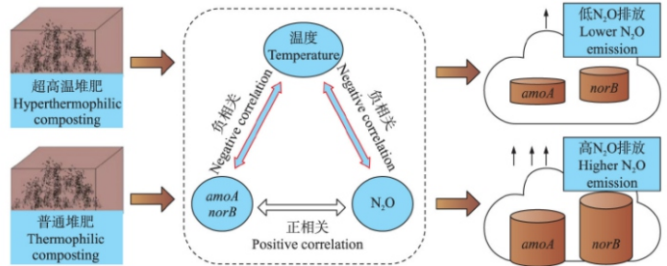 超高温堆肥
Hyperthermophilic
composting
普通堆肥
Thermophilic
composting
温度
Temperature
负相关
Negative correlation
负相关
Negative correlation
amoA
norB
N₂O
正相关
Positive correlation
低N₂O排放
Lower N₂O
emission
amoA
norB
高N₂O排放
Higher N₂O
emission
amoA
norB